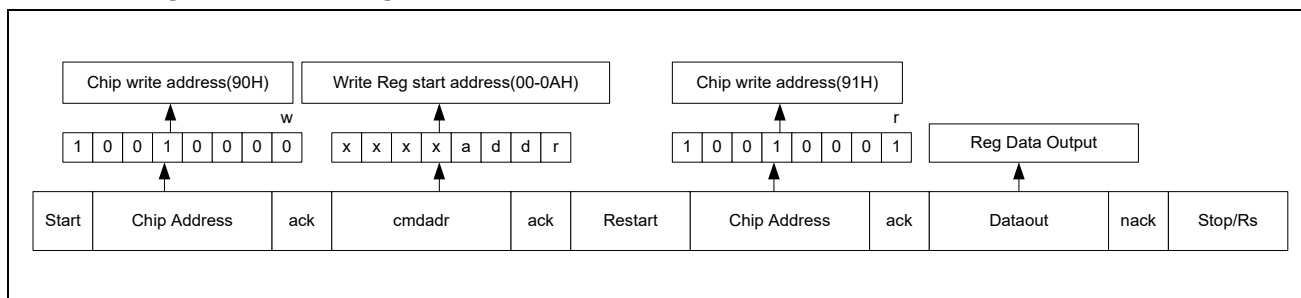 Chip write address(90H) Write Reg start address(00-0AH) Chip write address(91H)
w r
1 0 0 1 0 0 0 0 x x x x a d d r 1 0 0 1 0 0 0 1 Reg Data Output
Start Chip Address ack cmdadr ack Restart Chip Address ack Dataout nack Stop/Rs